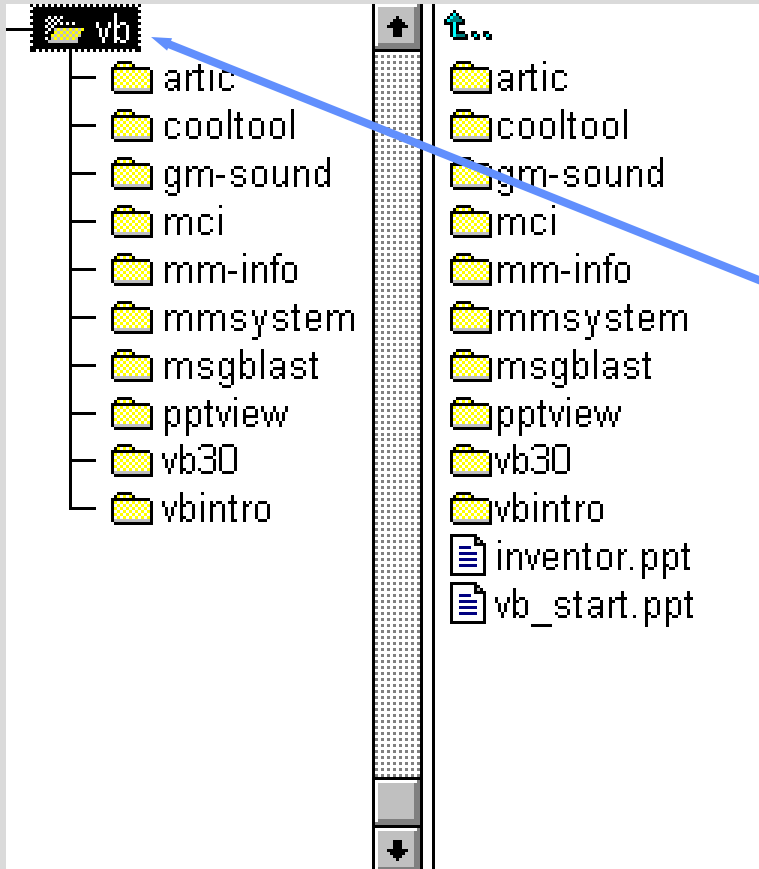 vb
artic
cooltool
gm-sound
mci
mm-info
mmsystem
msgblast
pptview
vb30
vbintro
..
artic
cooltool
gm-sound
mci
mm-info
mmsystem
msgblast
pptview
vb30
vbintro
inventor.ppt
vb_start.ppt